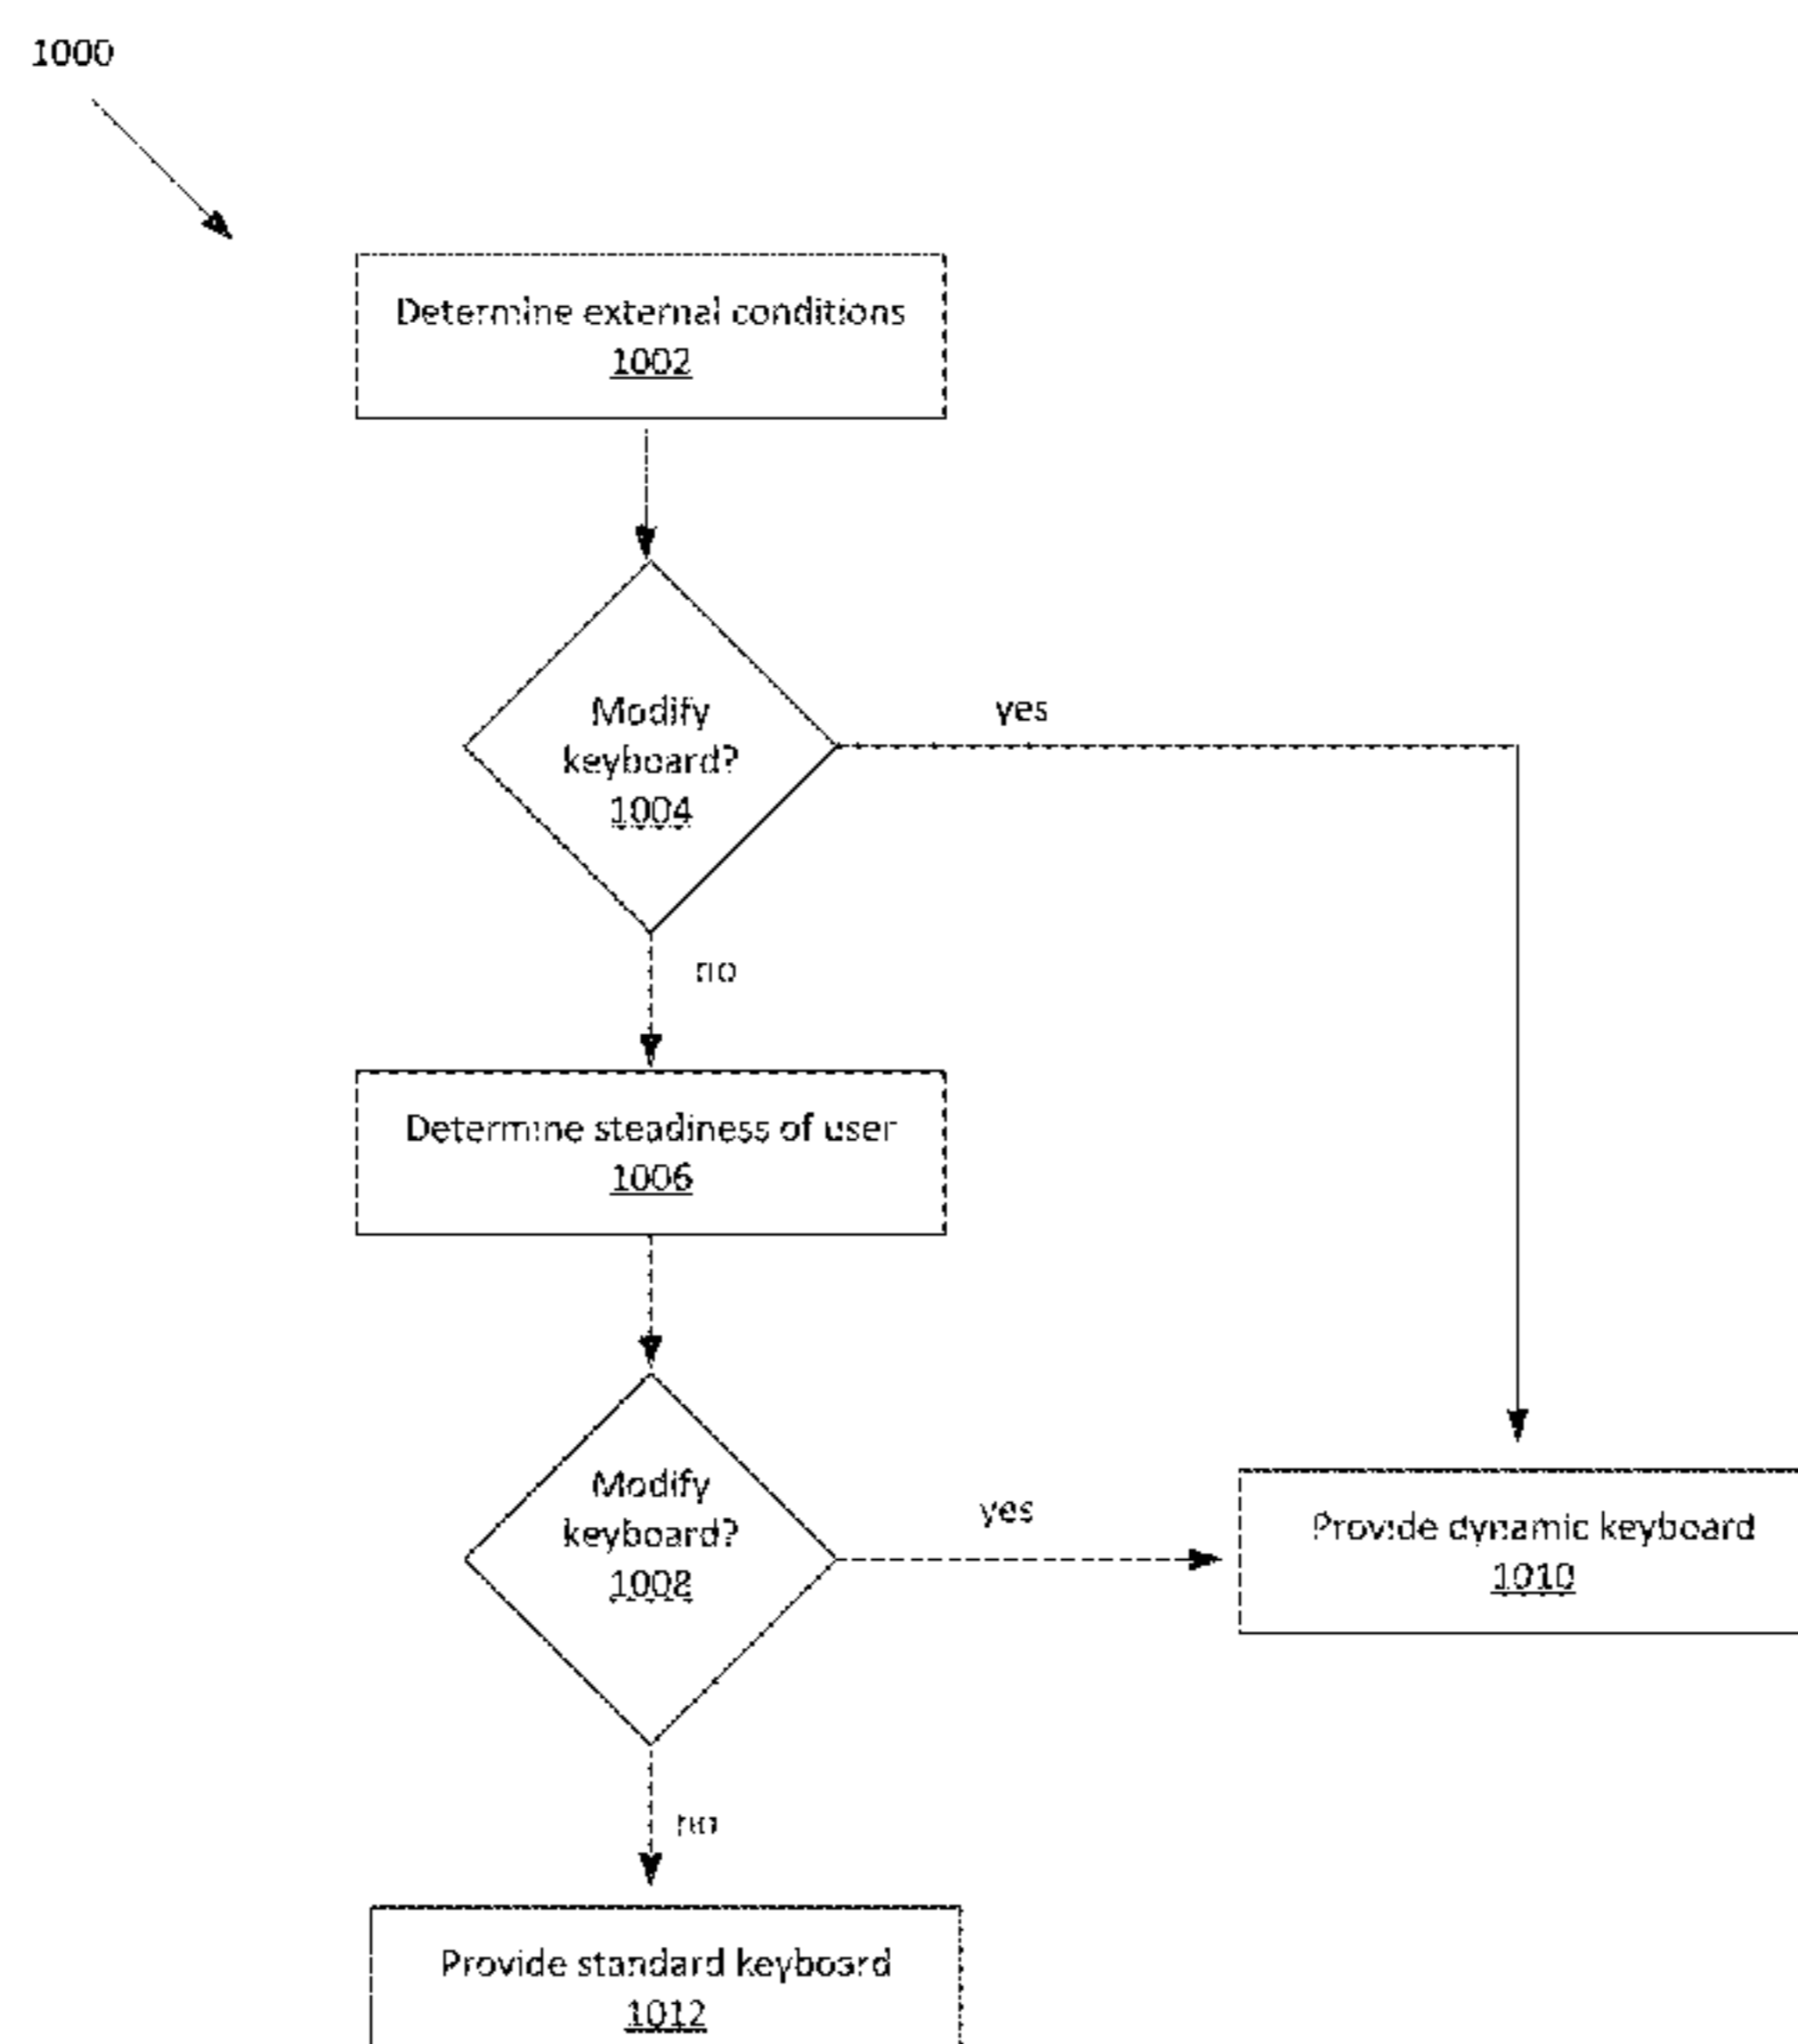 1000
Determine external conditions
1002
Modify
keyboard?
1004
yes
no
Determine steadiness of user
1006
Modify
keyboard?
1008
yes
Provide dynamic keyboard
1010
no
Provide standard keyboard
1012